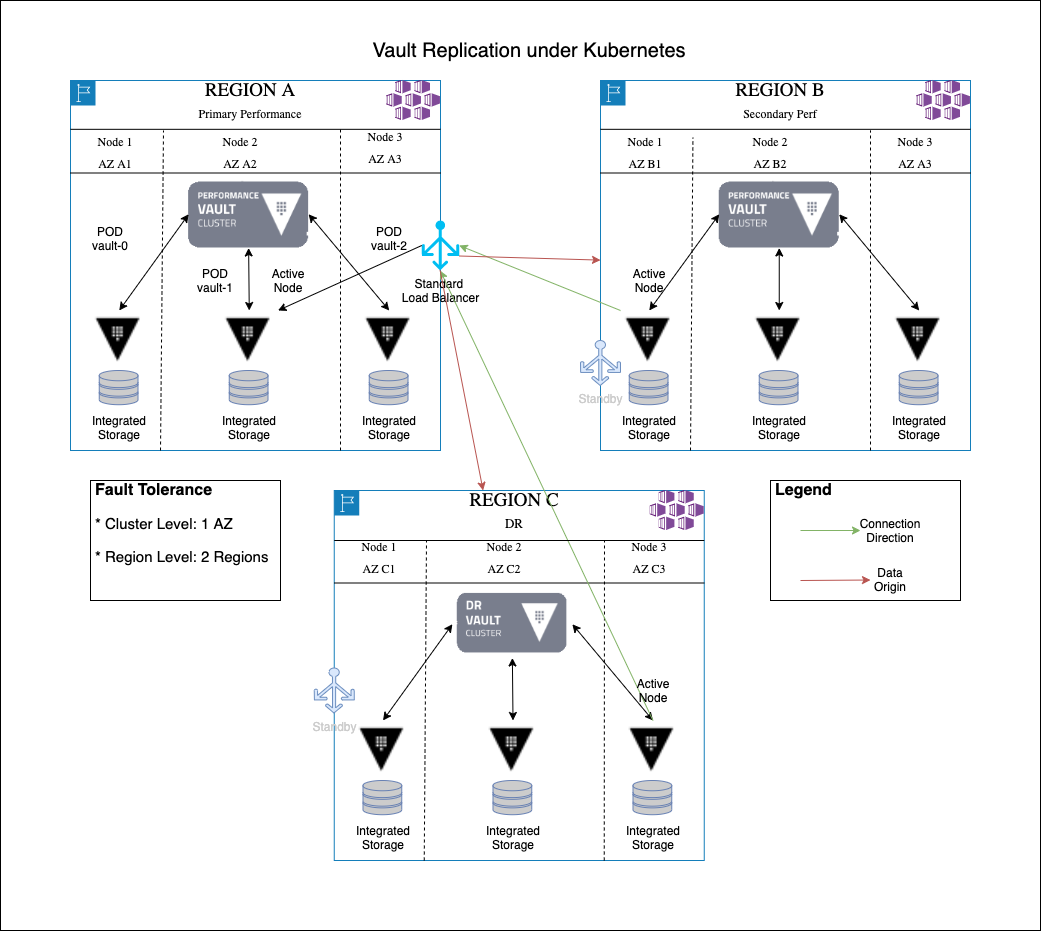 Vault Replication under Kubernetes
REGION A
Primary Performance
Node 1
AZ A1
Node 2
AZ A2
Node 3
AZ A3
PERFORMANCE
VAULT
CLUSTER
POD
vault-0
POD
vault-1
Active
Node
POD
vault-2
Standard
Load Balancer
Integrated
Storage
Integrated
Storage
Integrated
Storage
REGION B
Secondary Perf
Node 1
AZ B1
Node 2
AZ B2
Node 3
AZ A3
PERFORMANCE
VAULT
CLUSTER
Active
Node
Standby
Integrated
Storage
Integrated
Storage
Integrated
Storage
Fault Tolerance
* Cluster Level: 1 AZ
* Region Level: 2 Regions
REGION C
DR
Node 1
AZ C1
Node 2
AZ C2
Node 3
AZ C3
DR
VAULT
CLUSTER
Active
Node
Standby
Integrated
Storage
Integrated
Storage
Integrated
Storage
Legend
Connection
Direction
Data
Origin